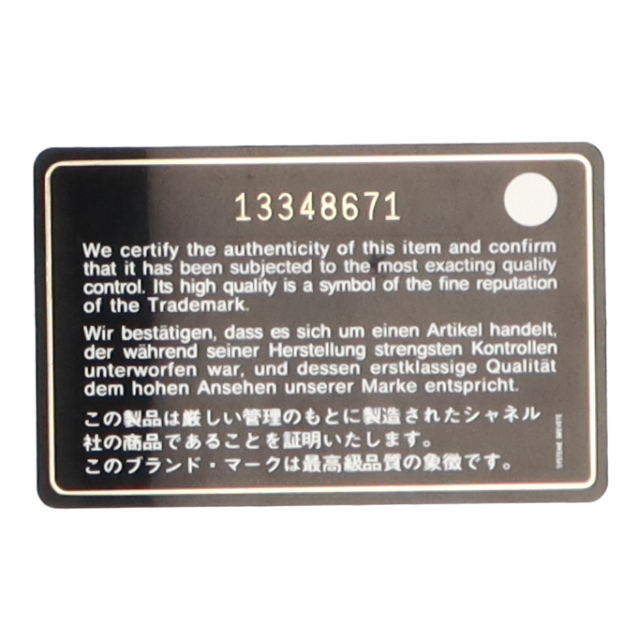 13348671
We certify the authenticity of this item and confirm
that it has been subjected to the most exacting quality
control. Its high quality is a symbol of the fine reputation
of the Trademark.
Wir bestätigen, dass es sich um einen Artikel handelt,
der während seiner Herstellung strengsten Kontrollen
unterworfen war, und dessen erstklassige Qualität
dem hohen Ansehen unserer Marke entspricht.
この製品は厳しい管理のもとに製造されたシャネル
社の商品であることを証明いたします。
このブランド・マークは最高級品質の象徴です。